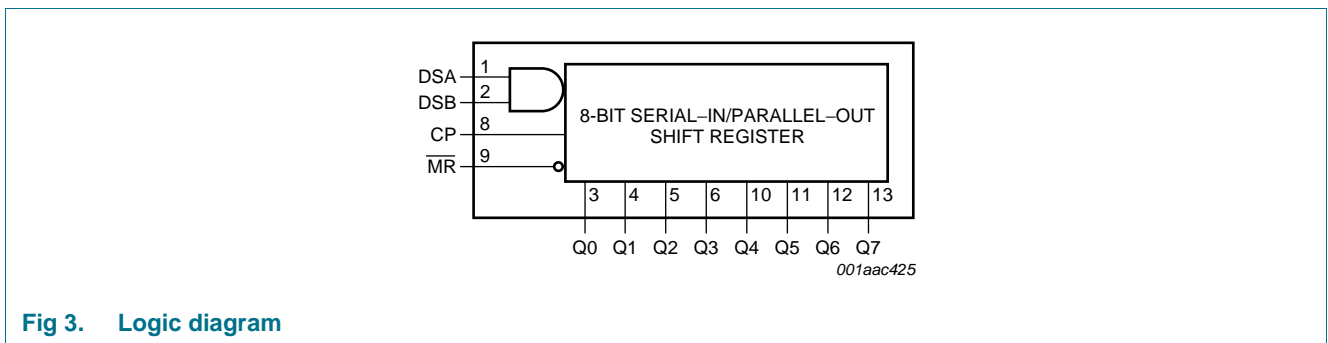 DSA 1
DSB 2
CP 8
MR 9
8-BIT SERIAL–IN/PARALLEL–OUT
SHIFT REGISTER
3 4 5 6 10 11 12 13
Q0 Q1 Q2 Q3 Q4 Q5 Q6 Q7
001aac425
Fig 3. Logic diagram